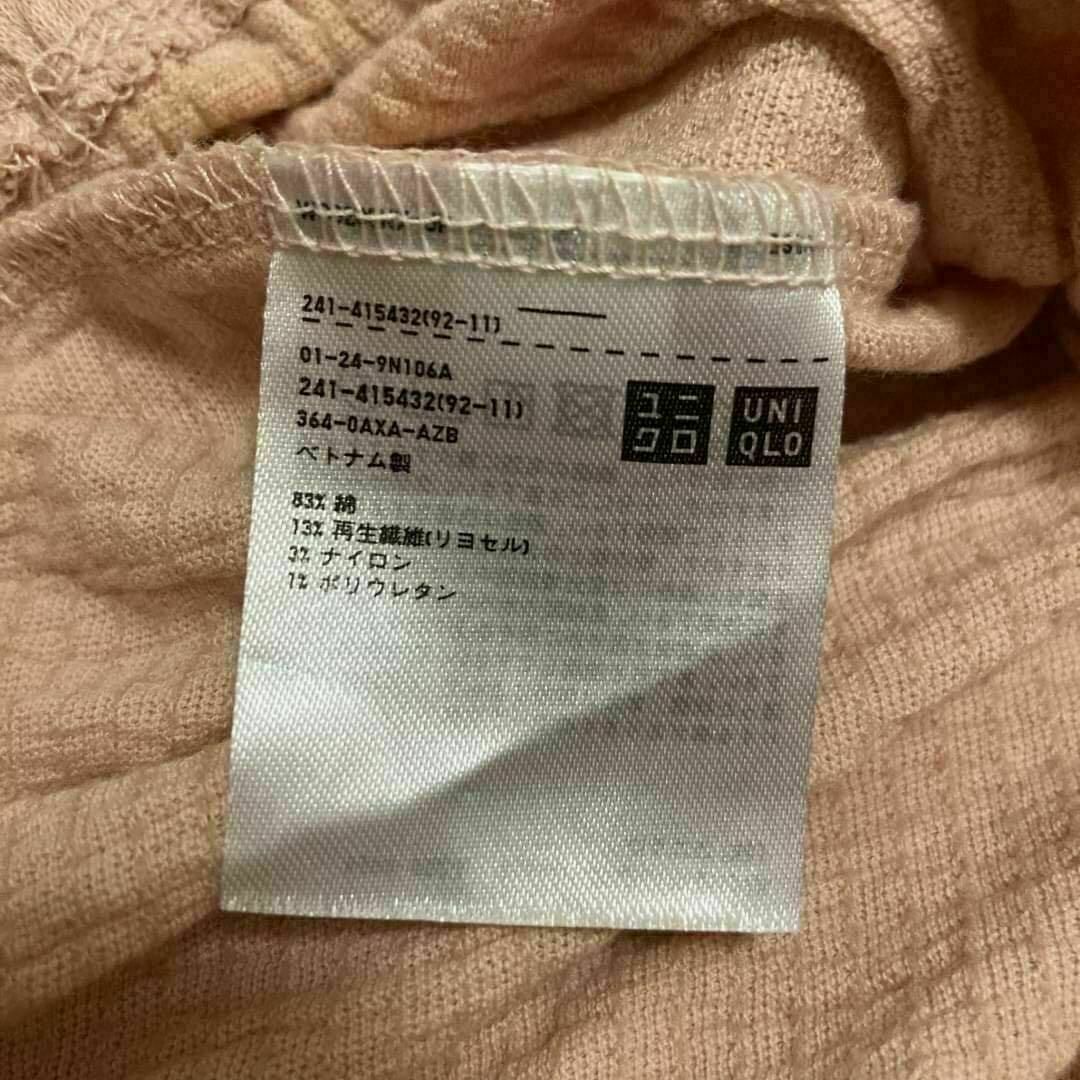 241-415432(92-11)
01-24-9N106A
241-415432(92-11)
364-0AXA-AZB
ベトナム製
ユニ
クロ
UNI
QLO
83% 綿
13% 再生繊維(リヨセル)
3% ナイロン
1% ポリウレタン